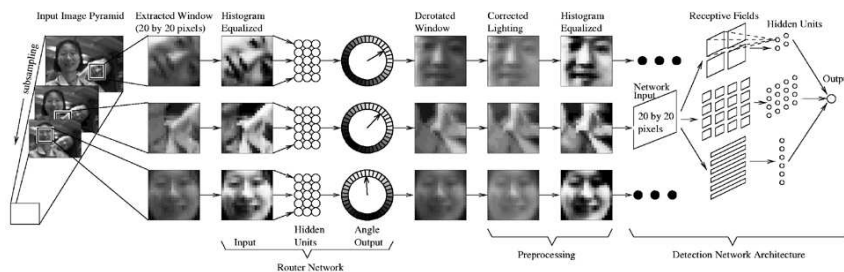 Input Image Pyramid
Extracted Window
(20 by 20 pixels)
Histogram
Equalized
Derotated
Window
Corrected
Lighting
Histogram
Equalized
Receptive Fields
Hidden Units
subsampling
Network
Input
20 by 20
pixels
Output
Input
Hidden
Units
Angle
Output
Router Network
Preprocessing
Detection Network Architecture